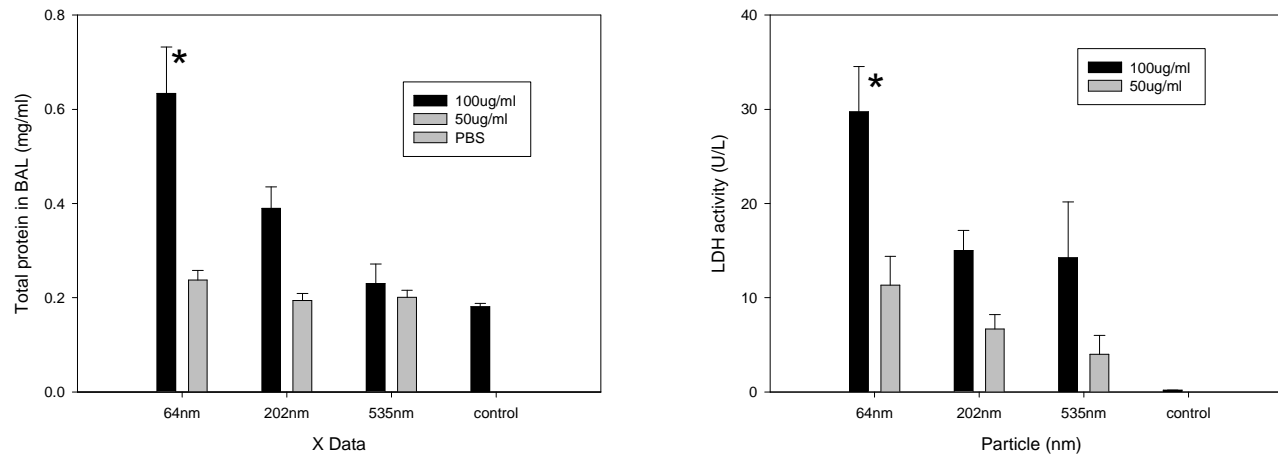 Total protein in BAL (mg/ml)
0.8
0.6
0.4
0.2
0.0
*
100ug/ml
50ug/ml
PBS
64nm 202nm 535nm control
X Data
LDH activity (U/L)
40
30
20
10
0
*
100ug/ml
50ug/ml
64nm 202nm 535nm control
Particle (nm)